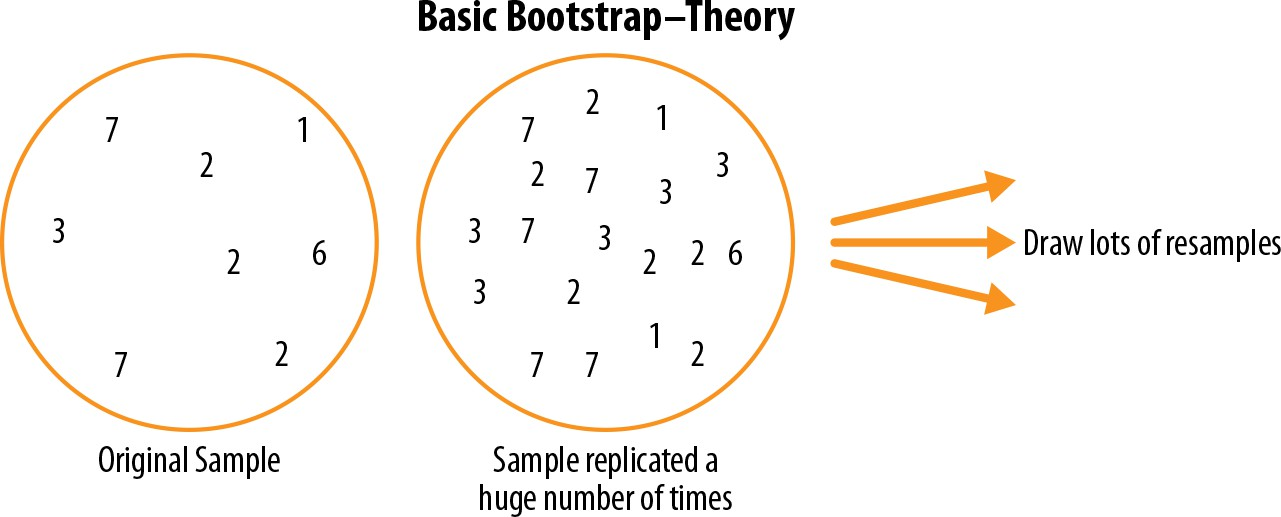 Basic Bootstrap–Theory
7 1
2
3
2 6
7 2
2
7 1
2 7 3
3
3 7 3
2 2 6
3 2
1
7 7 2
Draw lots of resamples
Original Sample
Sample replicated a
huge number of times